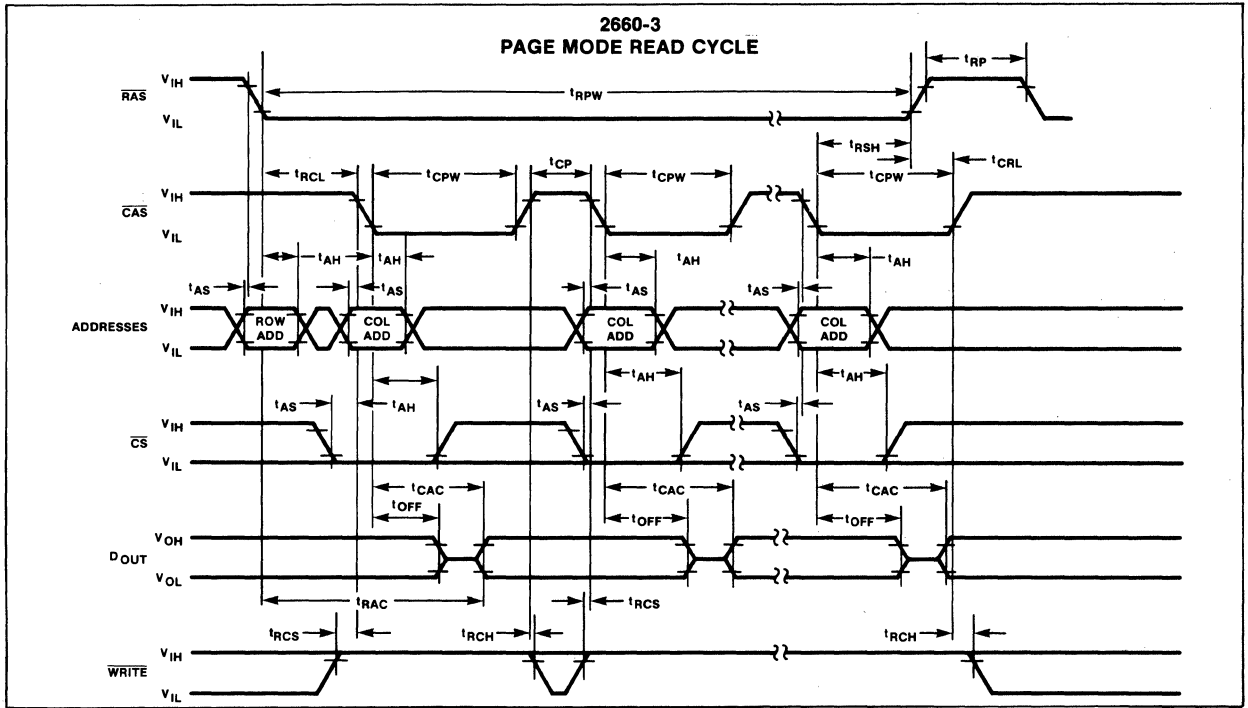 2660-3
PAGE MODE READ CYCLE
RAS
VIH
VIL
tRPW
tRP
tRSH
tCRL
tRCL
tCPW
tCP
tCPW
tCPW
CAS
VIH
VIL
tAH
tAH
tAH
tAH
tAS
tAS
tAS
tAS
ADDRESSES
VIH
VIL
ROW ADD
COL ADD
COL ADD
COL ADD
tAH
tAH
tAS
tAH
tAS
tAS
CS
VIH
VIL
tCAC
tCAC
tCAC
tOFF
tOFF
tOFF
DOUT
VOH
VOL
tRAC
tRCS
tRCS
tRCH
tRCH
WRITE
VIH
VIL